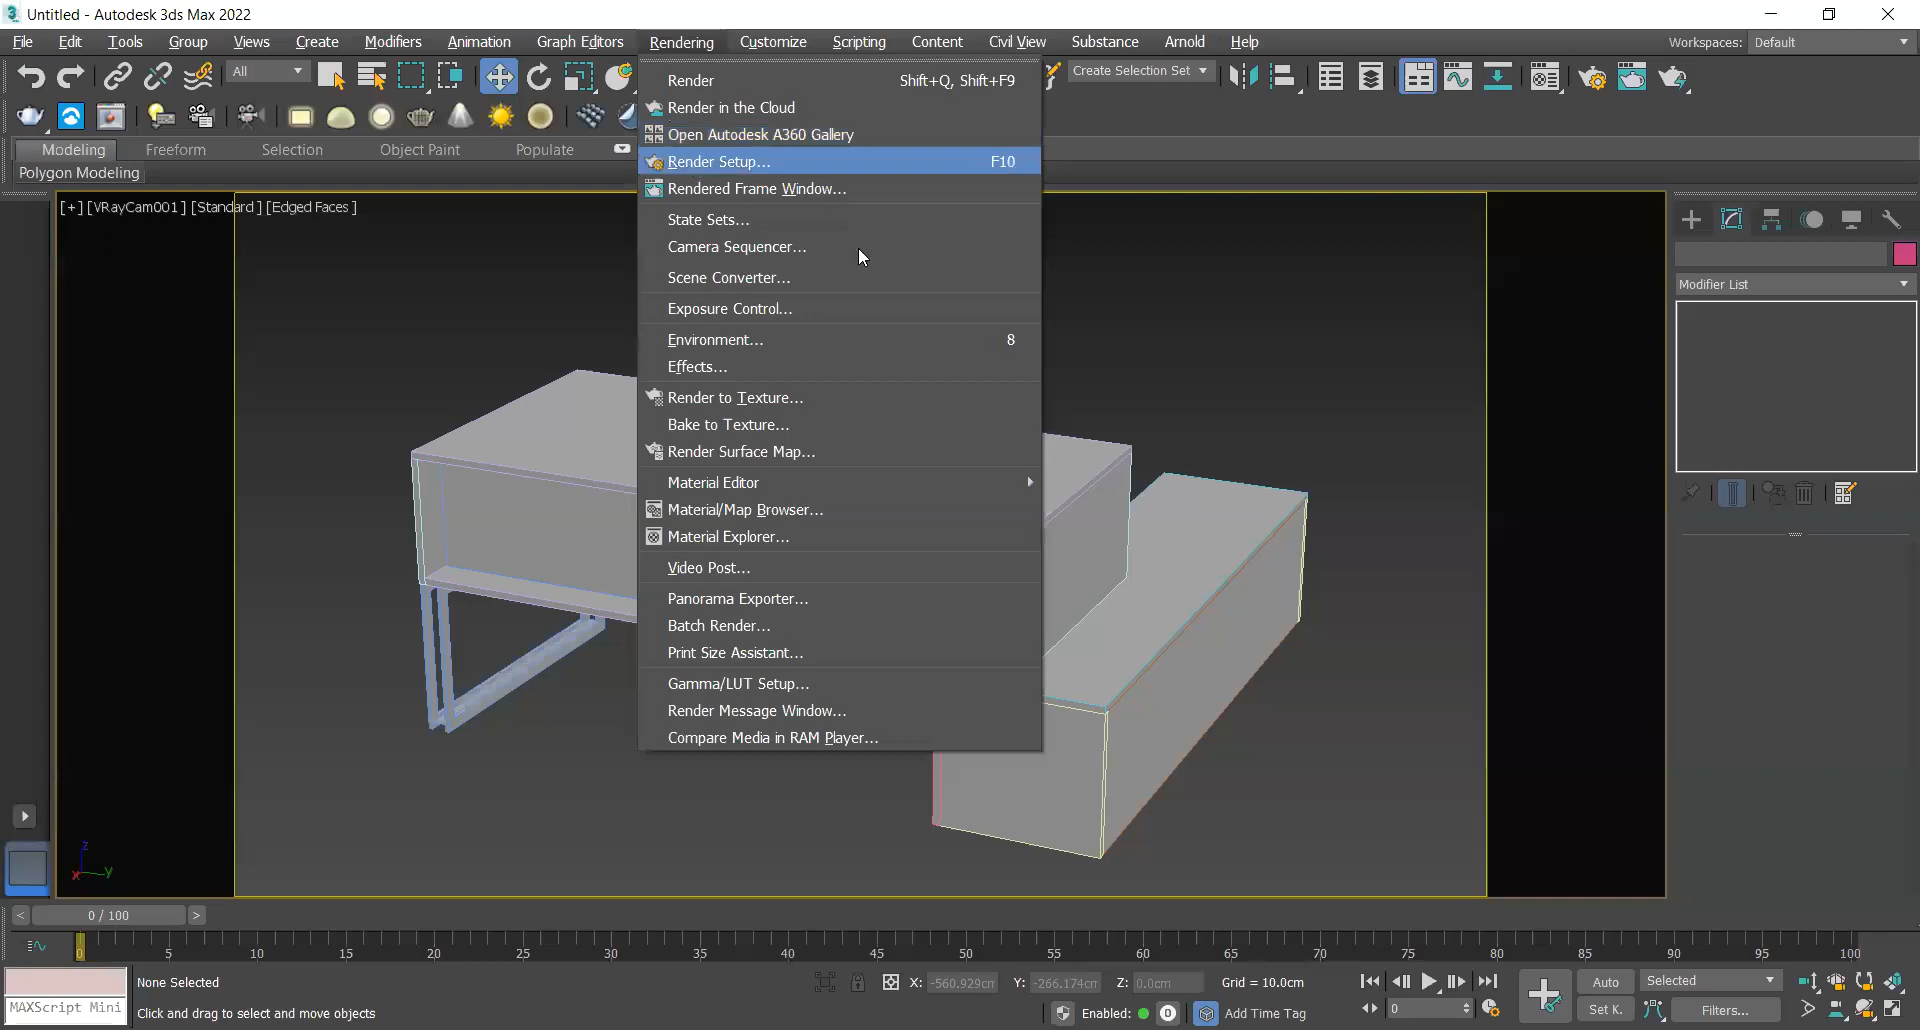 Untitled - Autodesk 3ds Max 2022
File Edit Tools Group Views Create Modifiers Animation Graph Editors Rendering Customize Scripting Content Civil View Substance Arnold Help Workspaces: Default
All Create Selection Set
Modeling Freeform Selection Object Paint Populate
Polygon Modeling
[+] [VRayCam001] [Standard] [Edged Faces]
Render Shift+Q, Shift+F9
Render in the Cloud
Open Autodesk A360 Gallery
Render Setup... F10
Rendered Frame Window...
State Sets...
Camera Sequencer...
Scene Converter...
Exposure Control...
Environment... 8
Effects...
Render to Texture...
Bake to Texture...
Render Surface Map...
Material Editor
Material/Map Browser...
Material Explorer...
Video Post...
Panorama Exporter...
Batch Render...
Print Size Assistant...
Gamma/LUT Setup...
Render Message Window...
Compare Media in RAM Player...
Modifier List
z
x y
< 0 / 100 >
0 5 10 15 20 25 30 35 40 45 50 55 60 65 70 75 80 85 90 95 100
None Selected X: -560.929cm Y: -266.174cm Z: 0.0cm Grid = 10.0cm Auto Selected
MAXScript Mini Click and drag to select and move objects Enabled: 0 Add Time Tag 0 Set K. Filters...